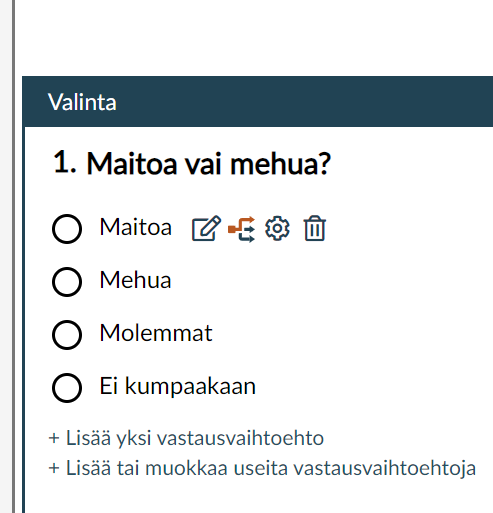 Valinta
1. Maitoa vai mehua?
Maitoa
Mehua
Molemmat
Ei kumpaakaan
+ Lisää yksi vastausvaihtoehto
+ Lisää tai muokkaa useita vastausvaihtoehtoja